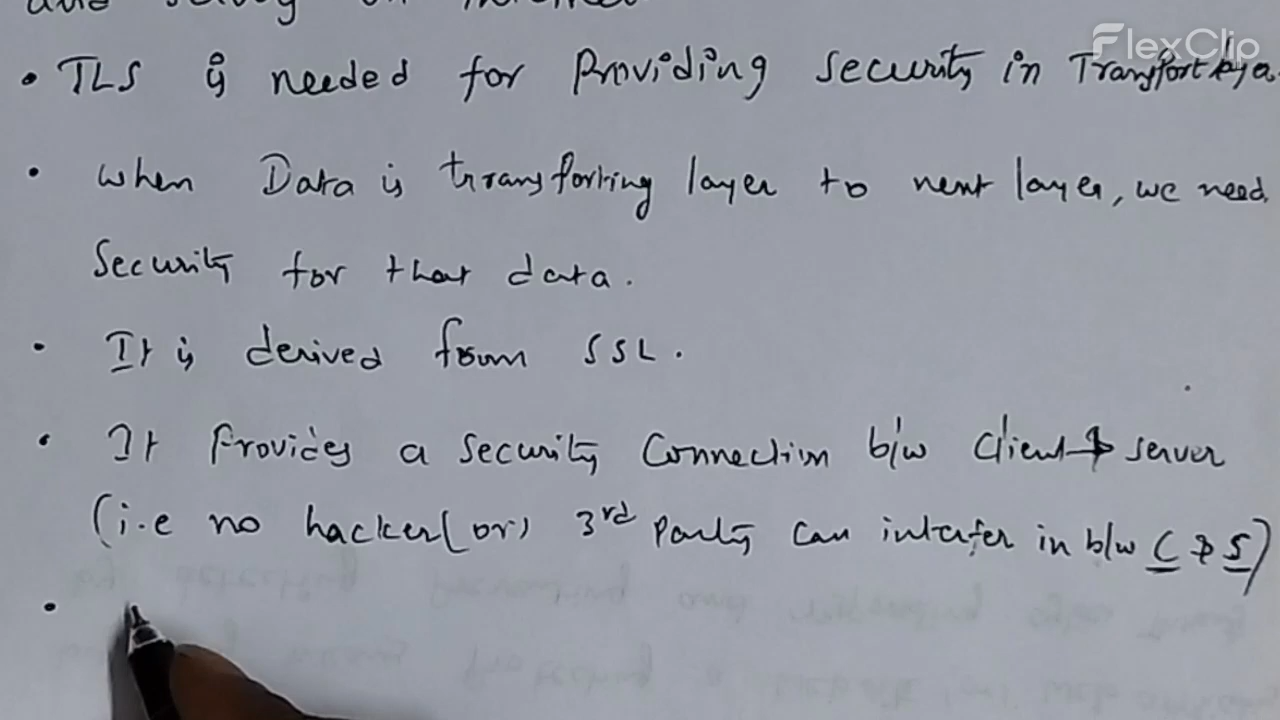 FlexClip
• TLS is needed for Providing security in Transport
• when Data is transporting layer to next layer, we need
Security for that data.
• It is derived from SSL.
• It Provides a security Connection b/w Client & server
(i.e no hacker (or) 3rd Party can interfer in b/w C & S)
•